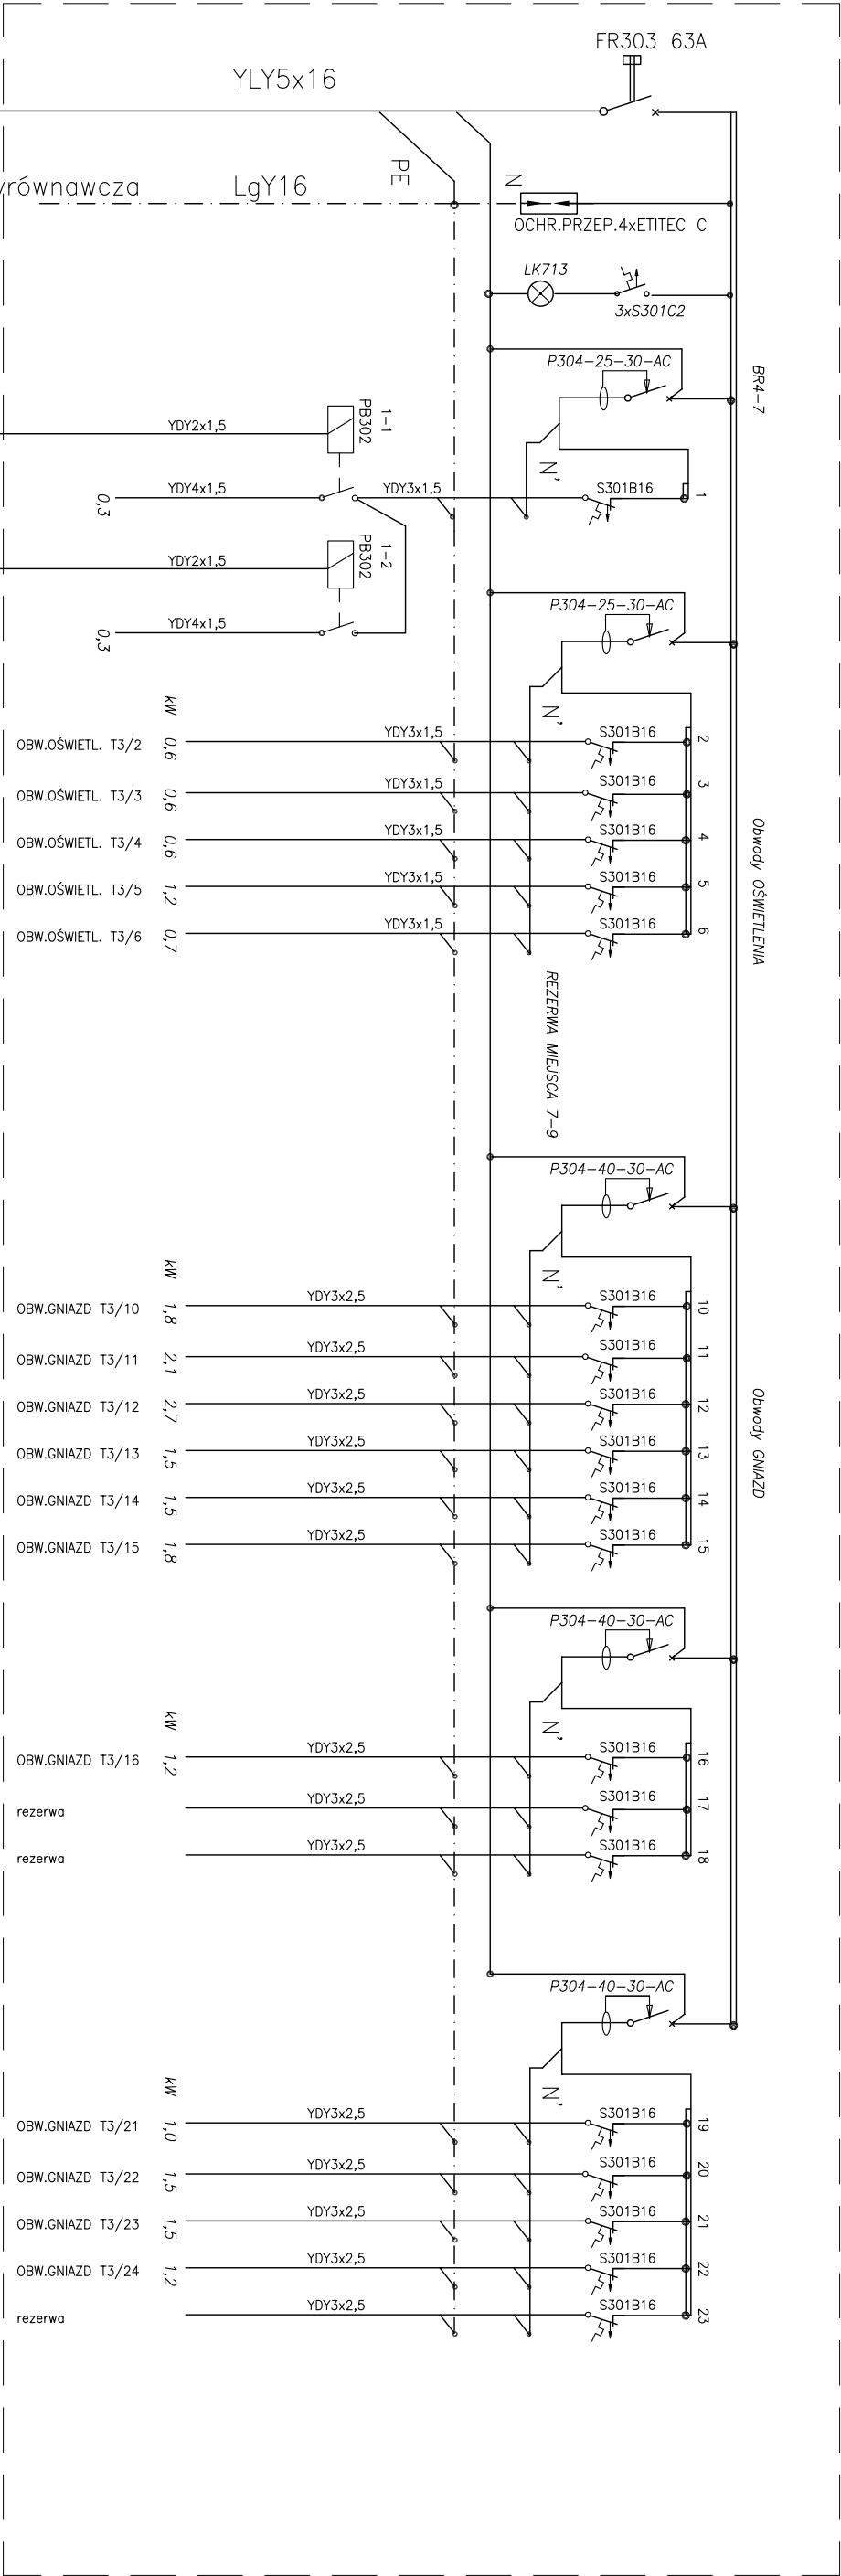 FR303 63A
YLY5x16
PE
N
yrównawcza
LgY16
OCHR.PRZEP.4xETITEC C
LK713
3xS301C2
BR4-7
P304-25-30-AC
1-1
PB302
YDY2x1,5
N'
S301B16
1
YDY3x1,5
YDY4x1,5
0,3
1-2
PB302
YDY2x1,5
YDY4x1,5
0,3
P304-25-30-AC
N'
kW
OBW.OŚWIETL. T3/2 0,6 YDY3x1,5 S301B16 2
OBW.OŚWIETL. T3/3 0,6 YDY3x1,5 S301B16 3
OBW.OŚWIETL. T3/4 0,6 YDY3x1,5 S301B16 4
OBW.OŚWIETL. T3/5 1,2 YDY3x1,5 S301B16 5
OBW.OŚWIETL. T3/6 0,7 YDY3x1,5 S301B16 6
Obwody OŚWIETLENIA
REZERWA MIEJSCA 7-9
P304-40-30-AC
N'
kW
OBW.GNIAZD T3/10 1,8 YDY3x2,5 S301B16 10
OBW.GNIAZD T3/11 2,1 YDY3x2,5 S301B16 11
OBW.GNIAZD T3/12 2,7 YDY3x2,5 S301B16 12
OBW.GNIAZD T3/13 1,5 YDY3x2,5 S301B16 13
OBW.GNIAZD T3/14 1,5 YDY3x2,5 S301B16 14
OBW.GNIAZD T3/15 1,8 YDY3x2,5 S301B16 15
Obwody GNIAZD
P304-40-30-AC
N'
kW
OBW.GNIAZD T3/16 1,2 YDY3x2,5 S301B16 16
rezerwa YDY3x2,5 S301B16 17
rezerwa YDY3x2,5 S301B16 18
P304-40-30-AC
N'
kW
OBW.GNIAZD T3/21 1,0 YDY3x2,5 S301B16 19
OBW.GNIAZD T3/22 1,5 YDY3x2,5 S301B16 20
OBW.GNIAZD T3/23 1,5 YDY3x2,5 S301B16 21
OBW.GNIAZD T3/24 1,2 YDY3x2,5 S301B16 22
rezerwa YDY3x2,5 S301B16 23